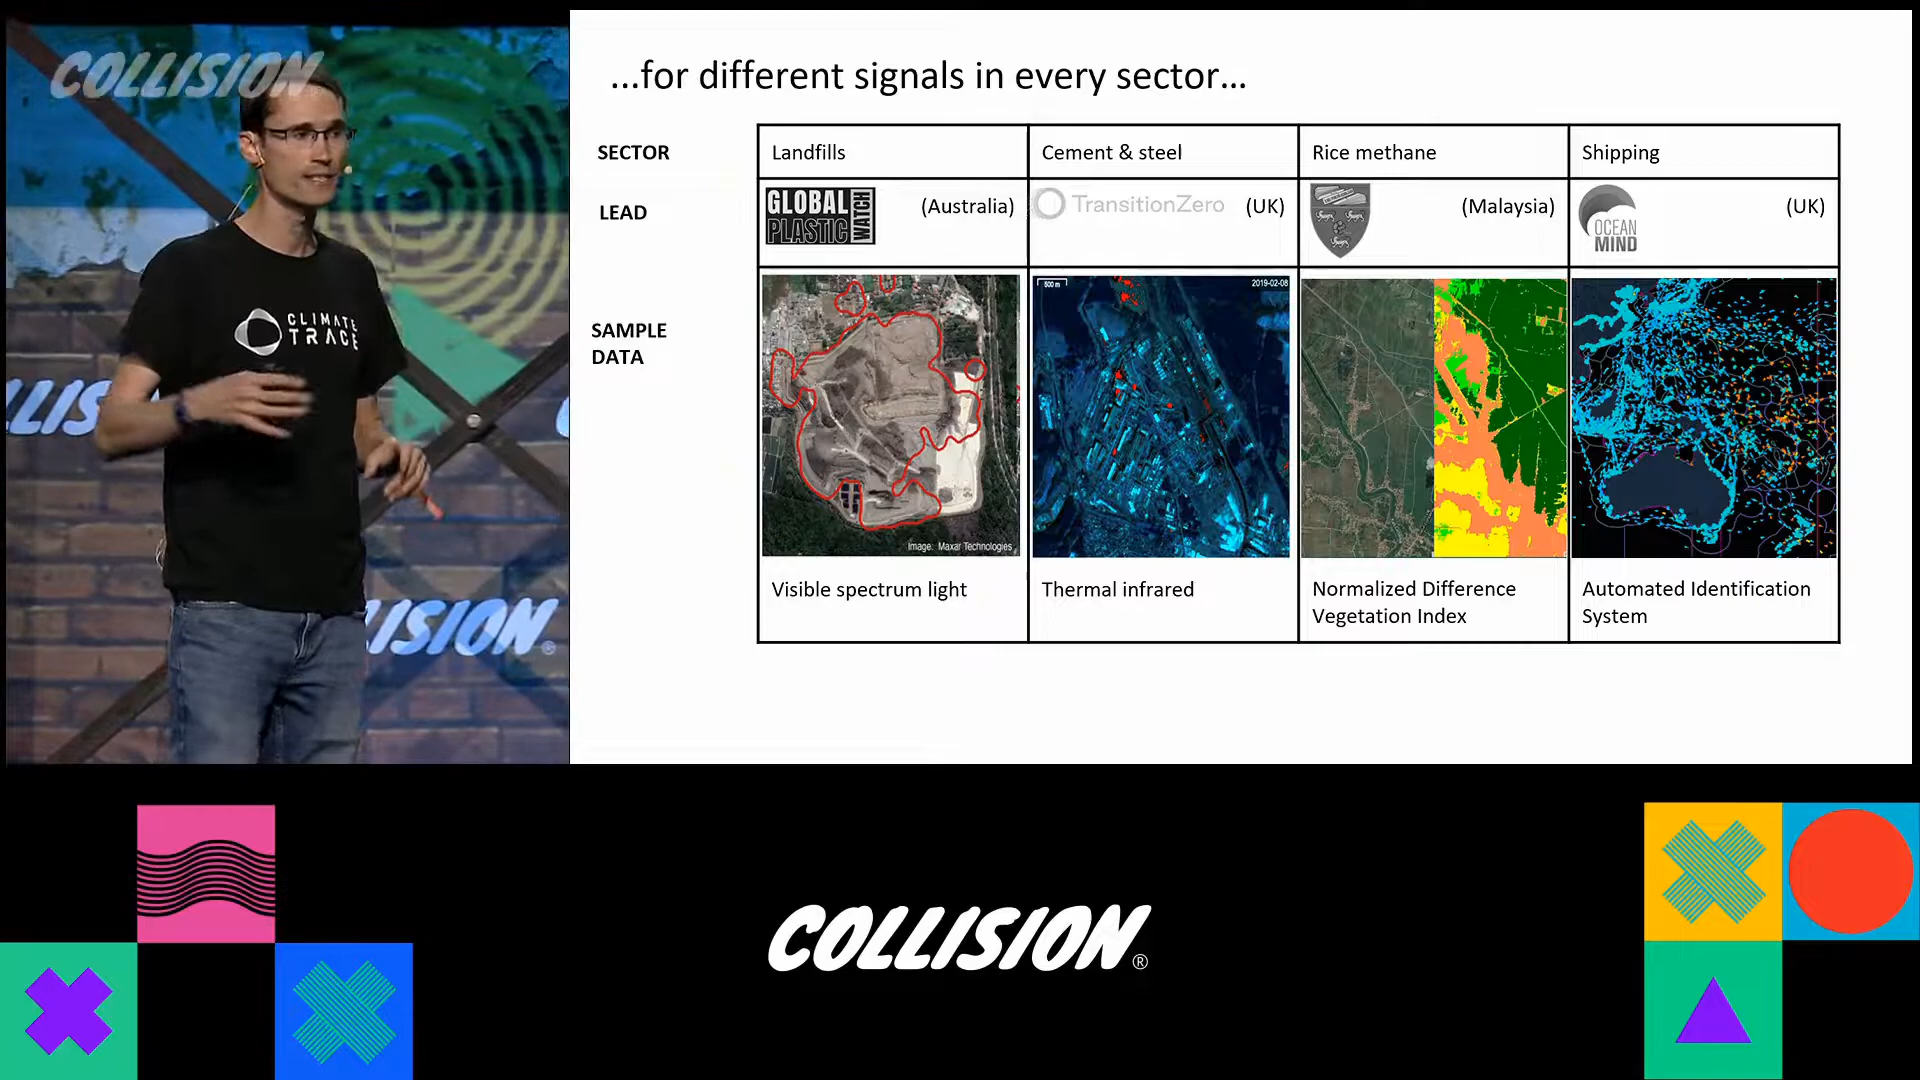 COLLISION
CLIMATE
TRACE
LLIS
LISION®
...for different signals in every sector...
SECTOR
Landfills
Cement & steel
Rice methane
Shipping
LEAD
GLOBAL
PLASTIC
WATCH
(Australia)
TransitionZero
(UK)
(Malaysia)
OCEAN
MIND
(UK)
SAMPLE
DATA
Image: Maxar Technologies
500 m
2019-02-08
Visible spectrum light
Thermal infrared
Normalized Difference
Vegetation Index
Automated Identification
System
COLLISION®